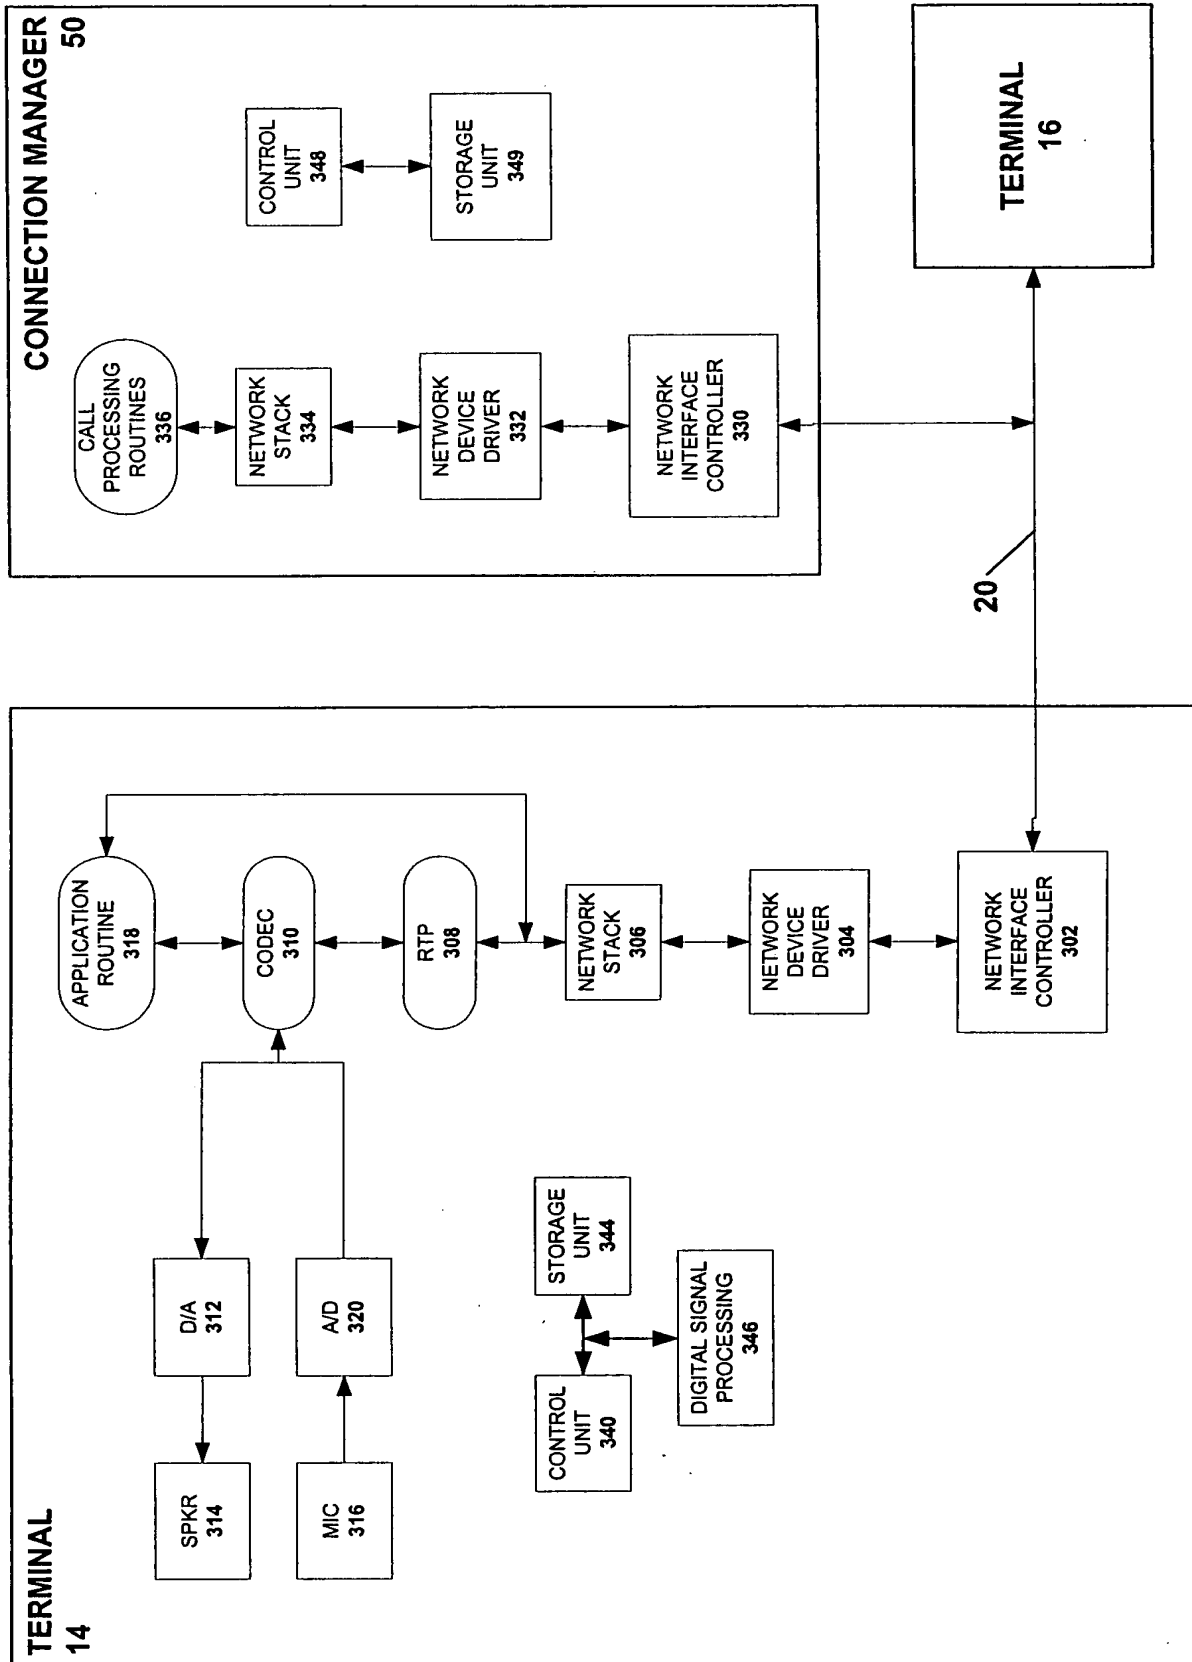 TERMINAL
14
SPKR
314
D/A
312
MIC
316
A/D
320
APPLICATION
ROUTINE
318
CODEC
310
RTP
308
NETWORK
STACK
306
NETWORK
DEVICE
DRIVER
304
NETWORK
INTERFACE
CONTROLLER
302
CONTROL
UNIT
340
STORAGE
UNIT
344
DIGITAL SIGNAL
PROCESSING
346
CONNECTION MANAGER
50
CALL
PROCESSING
ROUTINES
336
NETWORK
STACK
334
NETWORK
DEVICE
DRIVER
332
NETWORK
INTERFACE
CONTROLLER
330
CONTROL
UNIT
348
STORAGE
UNIT
349
20
TERMINAL
16